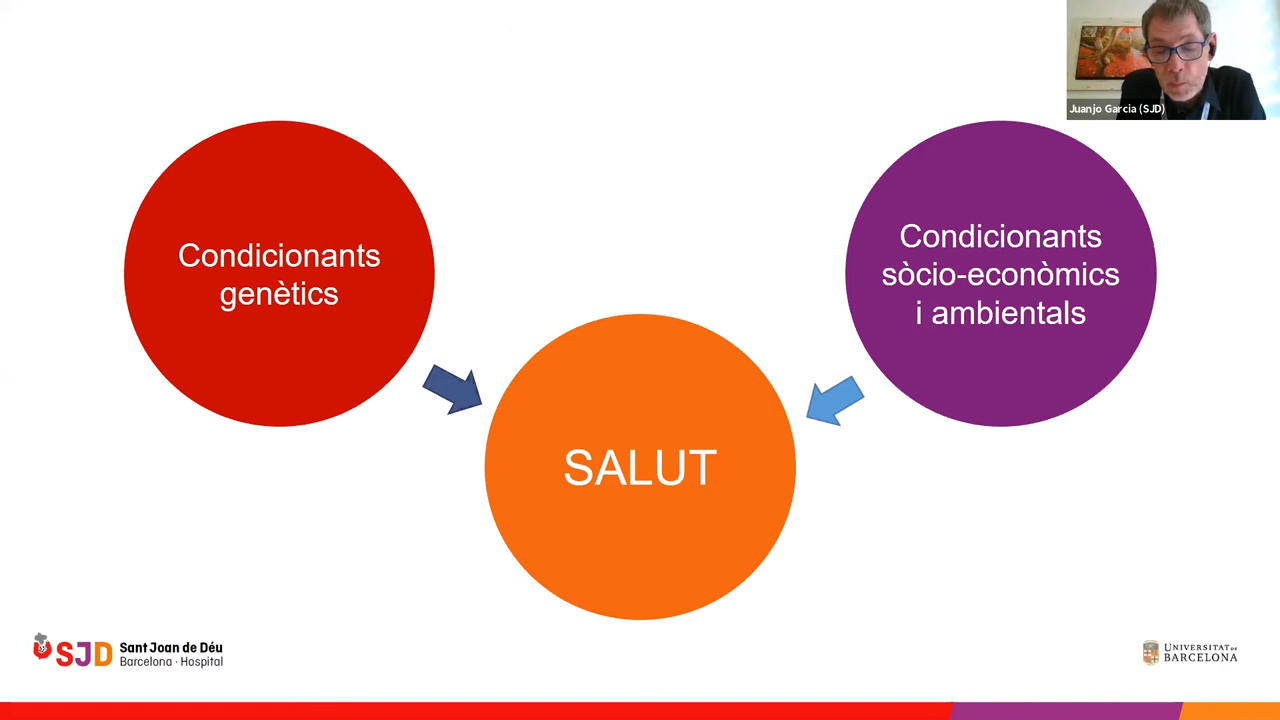 Juanjo Garcia (SJD)
Condicionants
genètics
Condicionants
sòcio-econòmics
i ambientals
SALUT
SJD
Sant Joan de Déu
Barcelona · Hospital
UNIVERSITAT DE
BARCELONA